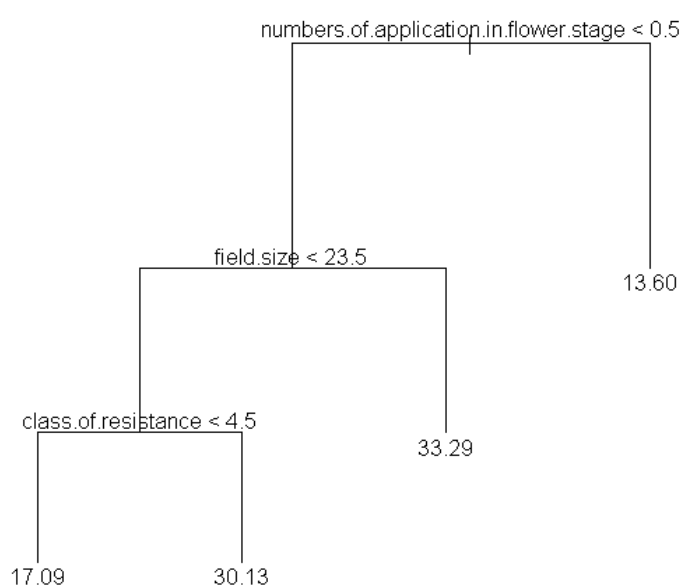 numbers.of.application.in.flower.stage < 0.5
field.size < 23.5
13.60
class.of.resistance < 4.5
33.29
17.09
30.13